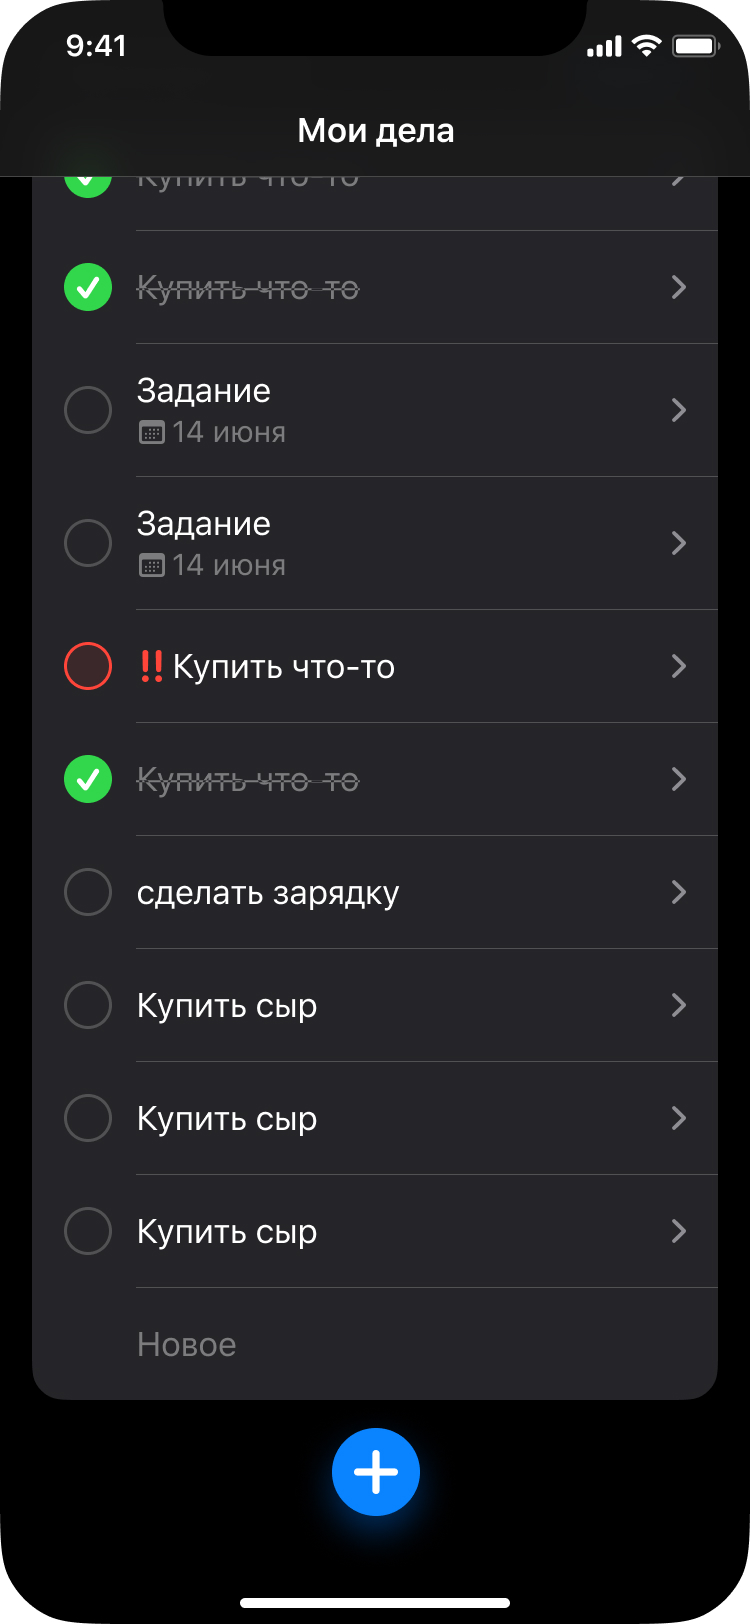 9:41
Мои дела
Купить что-то
Купить что-то
Задание
14 июня
Задание
14 июня
!! Купить что-то
Купить что-то
сделать зарядку
Купить сыр
Купить сыр
Купить сыр
Новое